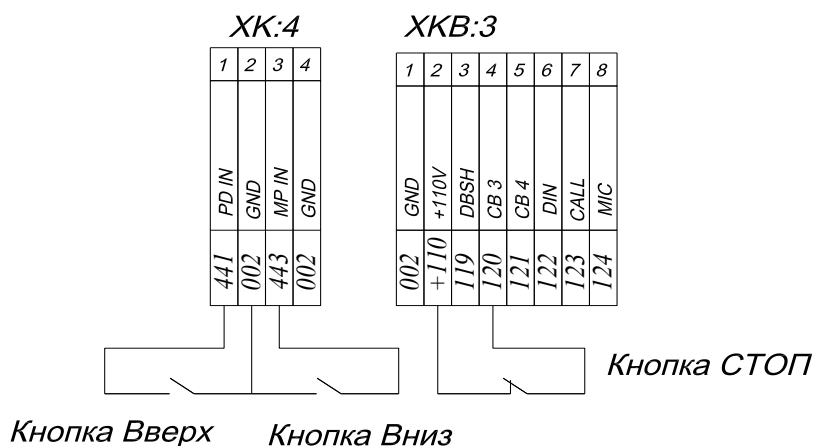 XK:4
XKB:3
1 2 3 4
1 2 3 4 5 6 7 8
PD IN
GND
MP IN
GND
GND
+110V
DBSH
CB 3
CB 4
DIN
CALL
MIC
441
002
443
002
002
+110
119
120
121
122
123
124
Кнопка СТОП
Кнопка Вверх
Кнопка Вниз